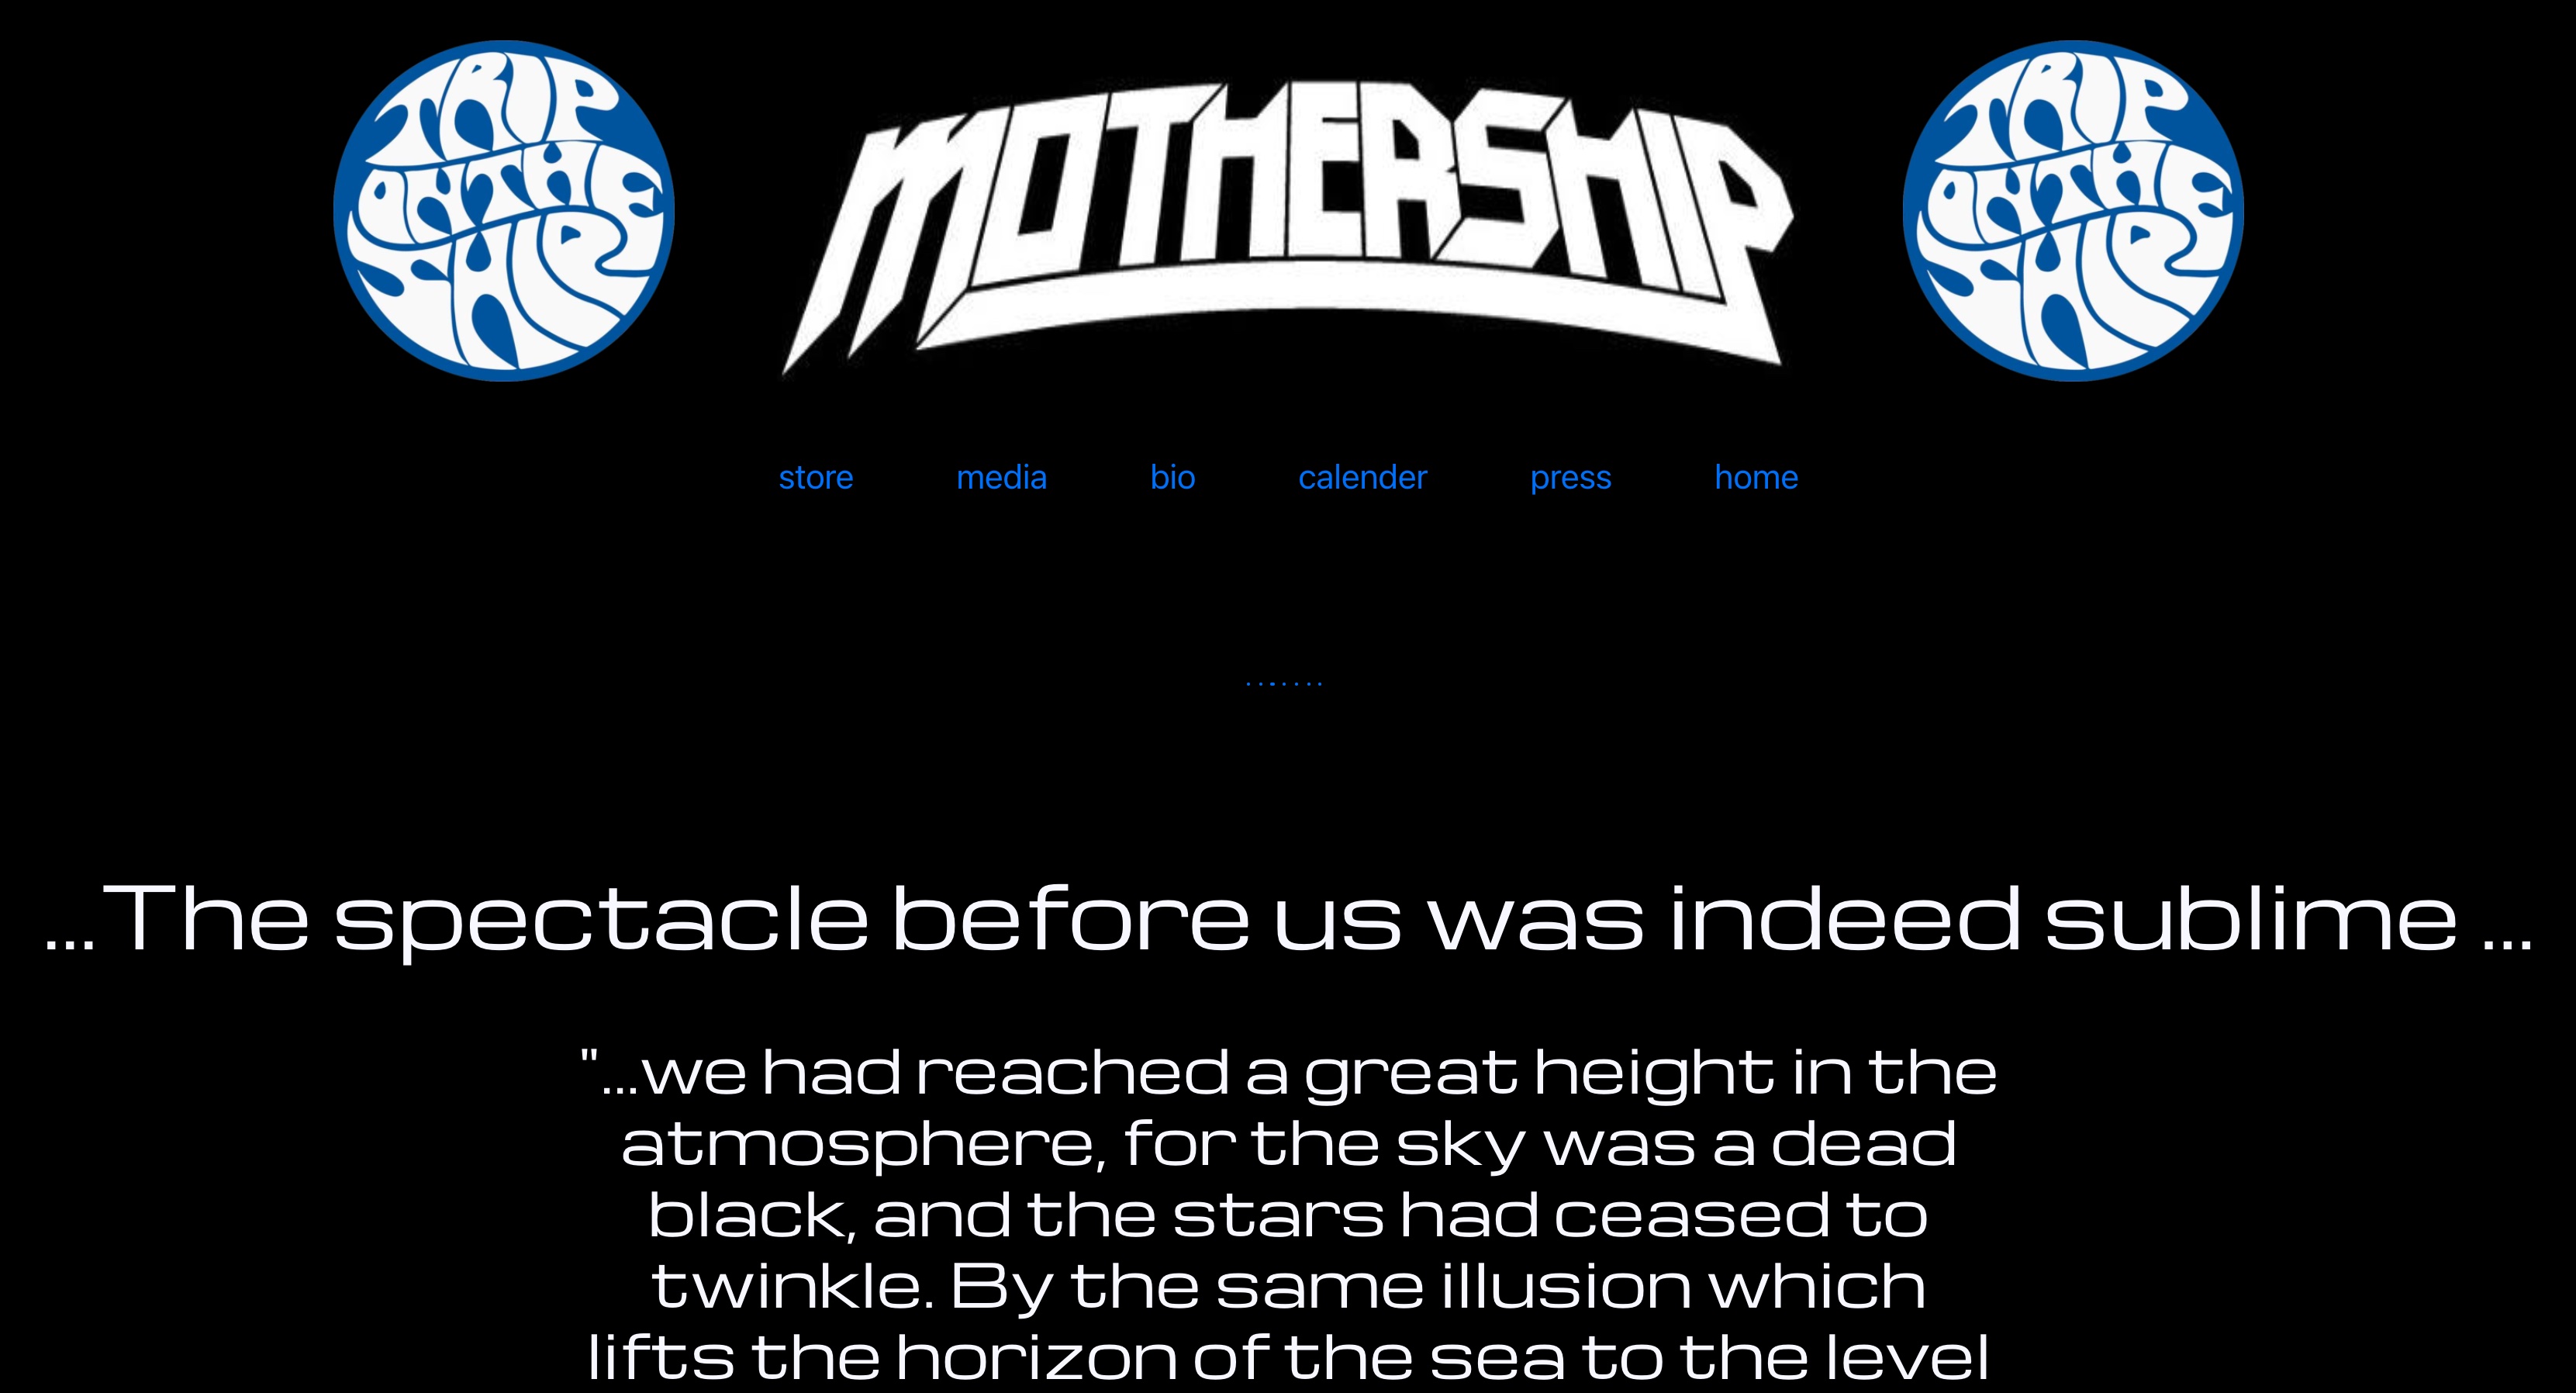 TRIP
ON THE
SHIP
MOTHERSHIP
TRIP
ON THE
SHIP
store media bio calender press home
. . .. . . . .
...The spectacle before us was indeed sublime ...
"...we had reached a great height in the
atmosphere, for the sky was a dead
black, and the stars had ceased to
twinkle. By the same illusion which
lifts the horizon of the sea to the level